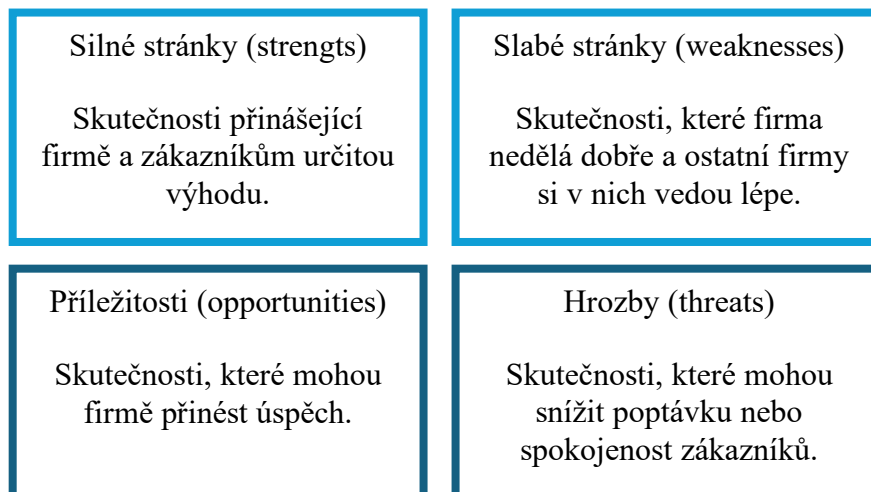 Silné stránky (strengts)
Skutečnosti přinášející
firmě a zákazníkům určitou
výhodu.
Slabé stránky (weaknesses)
Skutečnosti, které firma
nedělá dobře a ostatní firmy
si v nich vedou lépe.
Příležitosti (opportunities)
Skutečnosti, které mohou
firmě přinést úspěch.
Hrozby (threats)
Skutečnosti, které mohou
snížit poptávku nebo
spokojenost zákazníků.